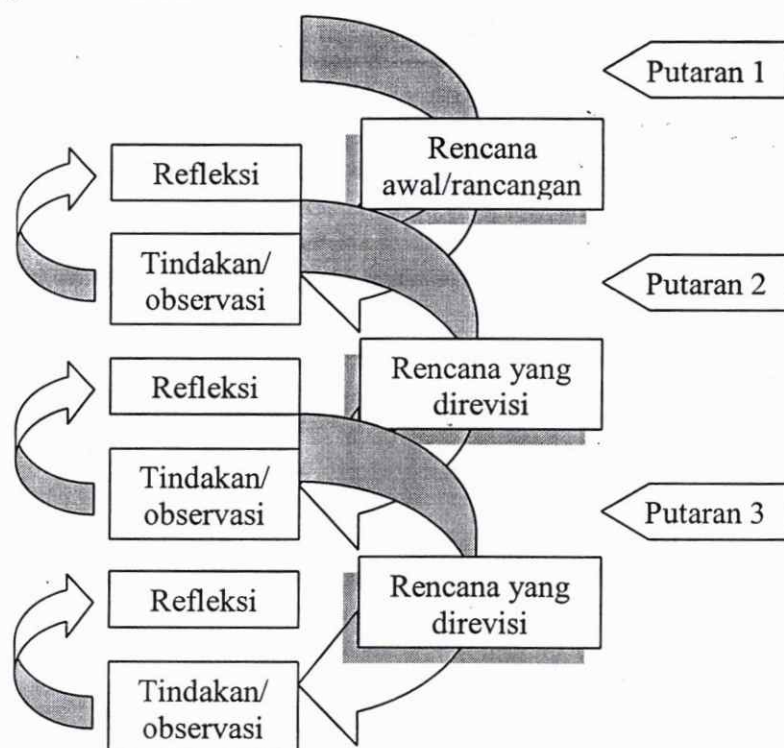 Putaran 1
Rencana
awal/rancangan
Refleksi
Tindakan/
observasi
Putaran 2
Rencana yang
direvisi
Refleksi
Tindakan/
observasi
Putaran 3
Rencana yang
direvisi
Refleksi
Tindakan/
observasi